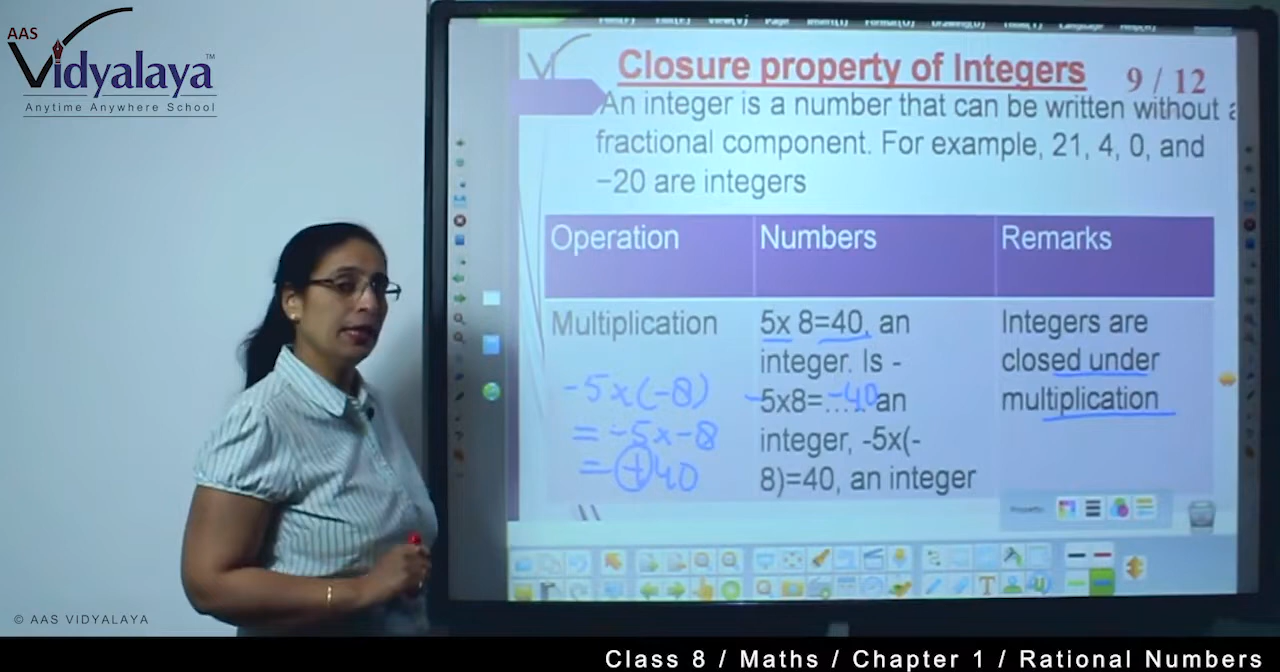 AAS
Vidyalaya™
Anytime Anywhere School
Closure property of Integers
9 / 12
An integer is a number that can be written without a
fractional component. For example, 21, 4, 0, and
−20 are integers
Operation Numbers Remarks
Multiplication
5x 8=40, an
integer. Is -
5x8=.....an
integer, -5x(-
8)=40, an integer
-40
Integers are
closed under
multiplication
-5x(-8)
= -5x-8
= +40
© AAS VIDYALAYA
Class 8 / Maths / Chapter 1 / Rational Numbers